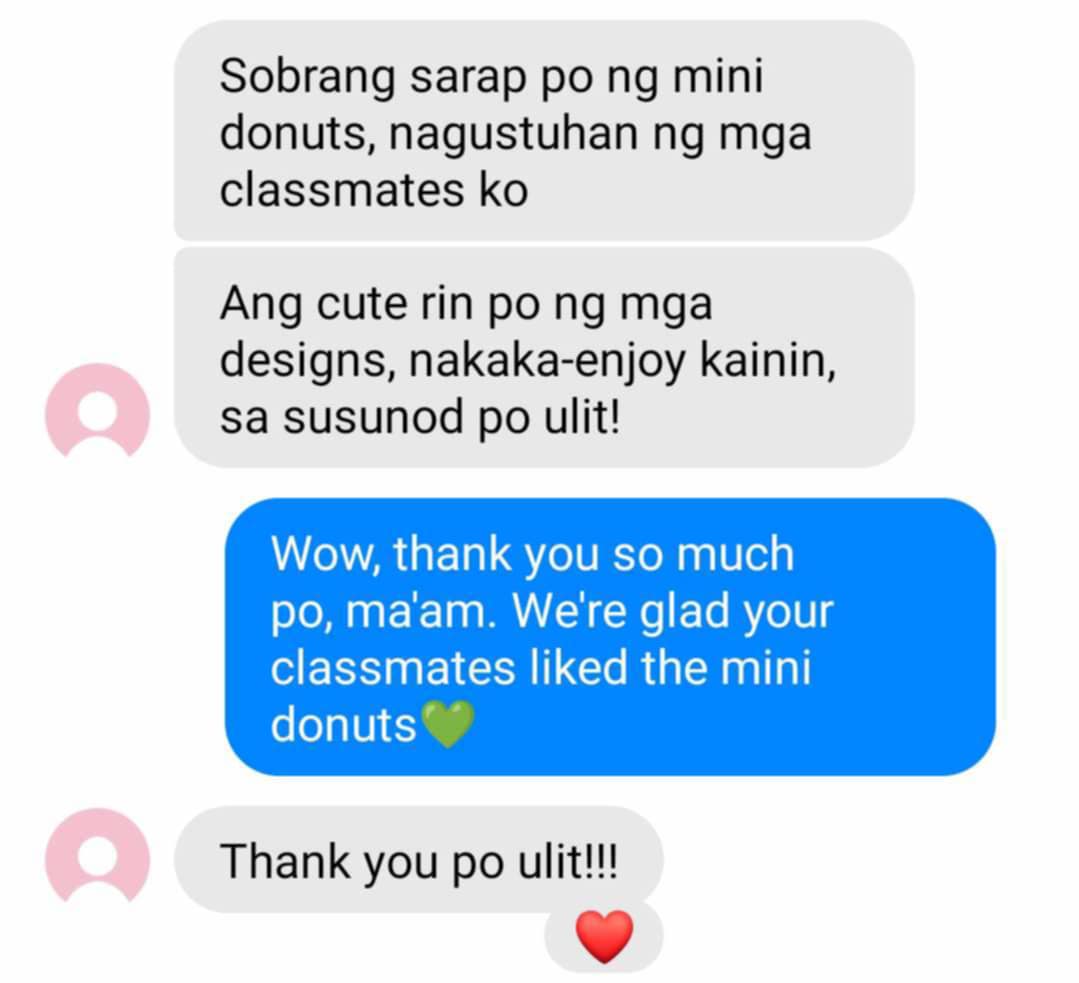 Sobrang sarap po ng mini
donuts, nagustuhan ng mga
classmates ko
Ang cute rin po ng mga
designs, nakaka-enjoy kainin,
sa susunod po ulit!
Wow, thank you so much
po, ma'am. We're glad your
classmates liked the mini
donuts💚
Thank you po ulit!!!
❤️